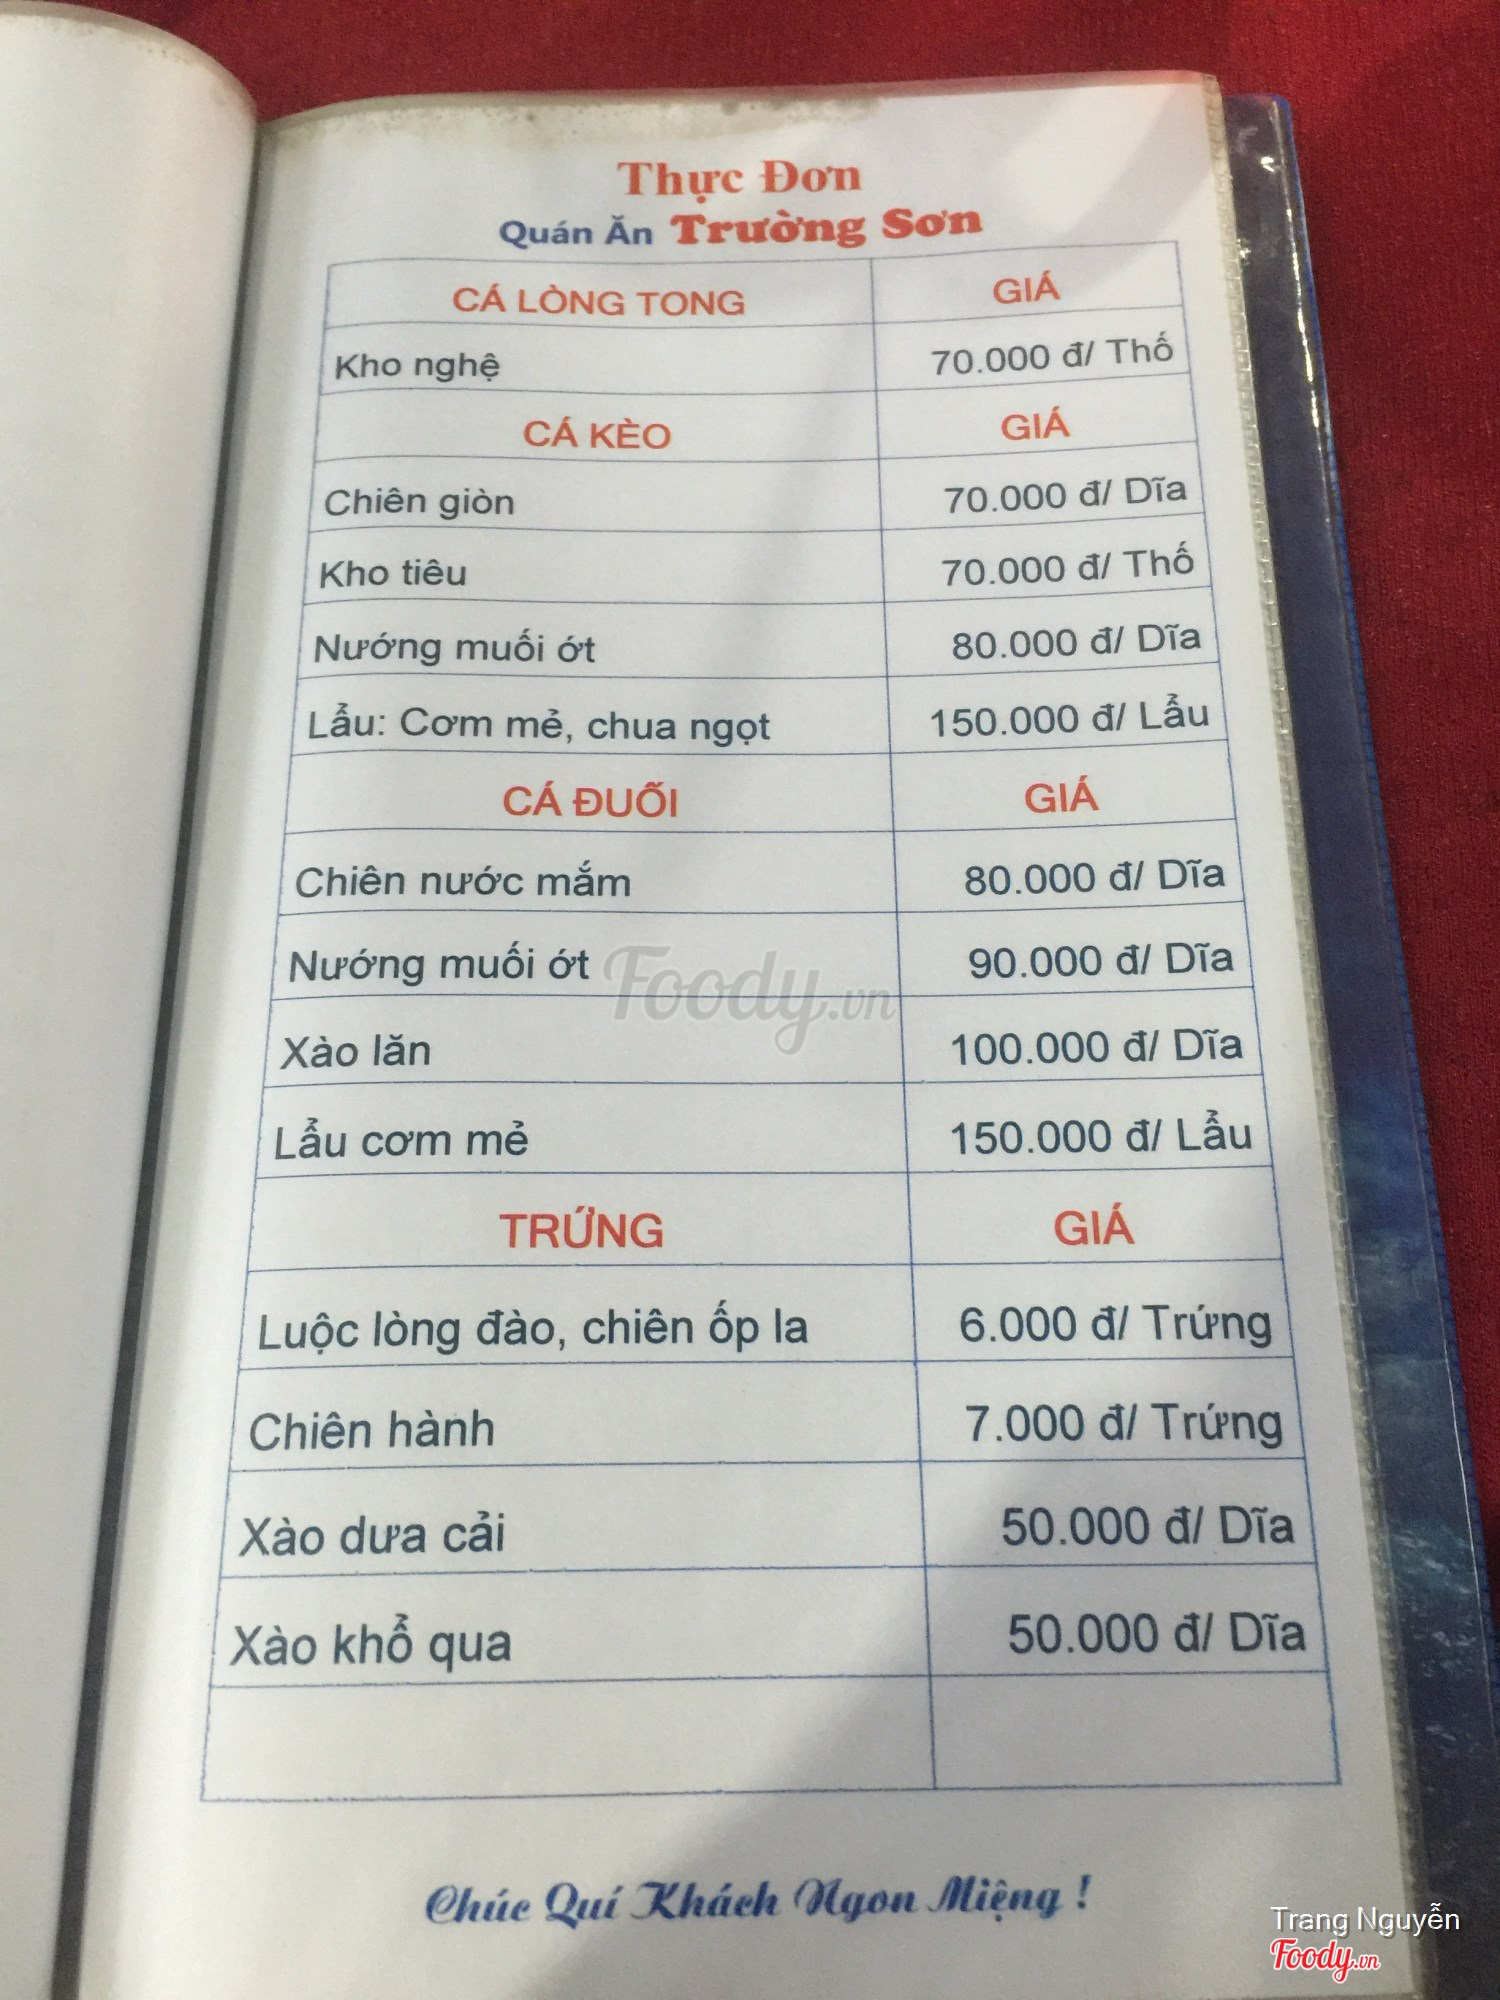 Thực Đơn
Quán Ăn Trường Sơn
CÁ LÒNG TONG GIÁ
Kho nghệ 70.000 đ/ Thố
CÁ KÈO GIÁ
Chiên giòn 70.000 đ/ Dĩa
Kho tiêu 70.000 đ/ Thố
Nướng muối ớt 80.000 đ/ Dĩa
Lẩu: Cơm mẻ, chua ngọt 150.000 đ/ Lẩu
CÁ ĐUỐI GIÁ
Chiên nước mắm 80.000 đ/ Dĩa
Nướng muối ớt 90.000 đ/ Dĩa
Foody.vn
Xào lăn 100.000 đ/ Dĩa
Lẩu cơm mẻ 150.000 đ/ Lẩu
TRỨNG GIÁ
Luộc lòng đào, chiên ốp la 6.000 đ/ Trứng
Chiên hành 7.000 đ/ Trứng
Xào dưa cải 50.000 đ/ Dĩa
Xào khổ qua 50.000 đ/ Dĩa
Chúc Quí Khách Ngon Miệng !
Trang Nguyễn
Foody.vn